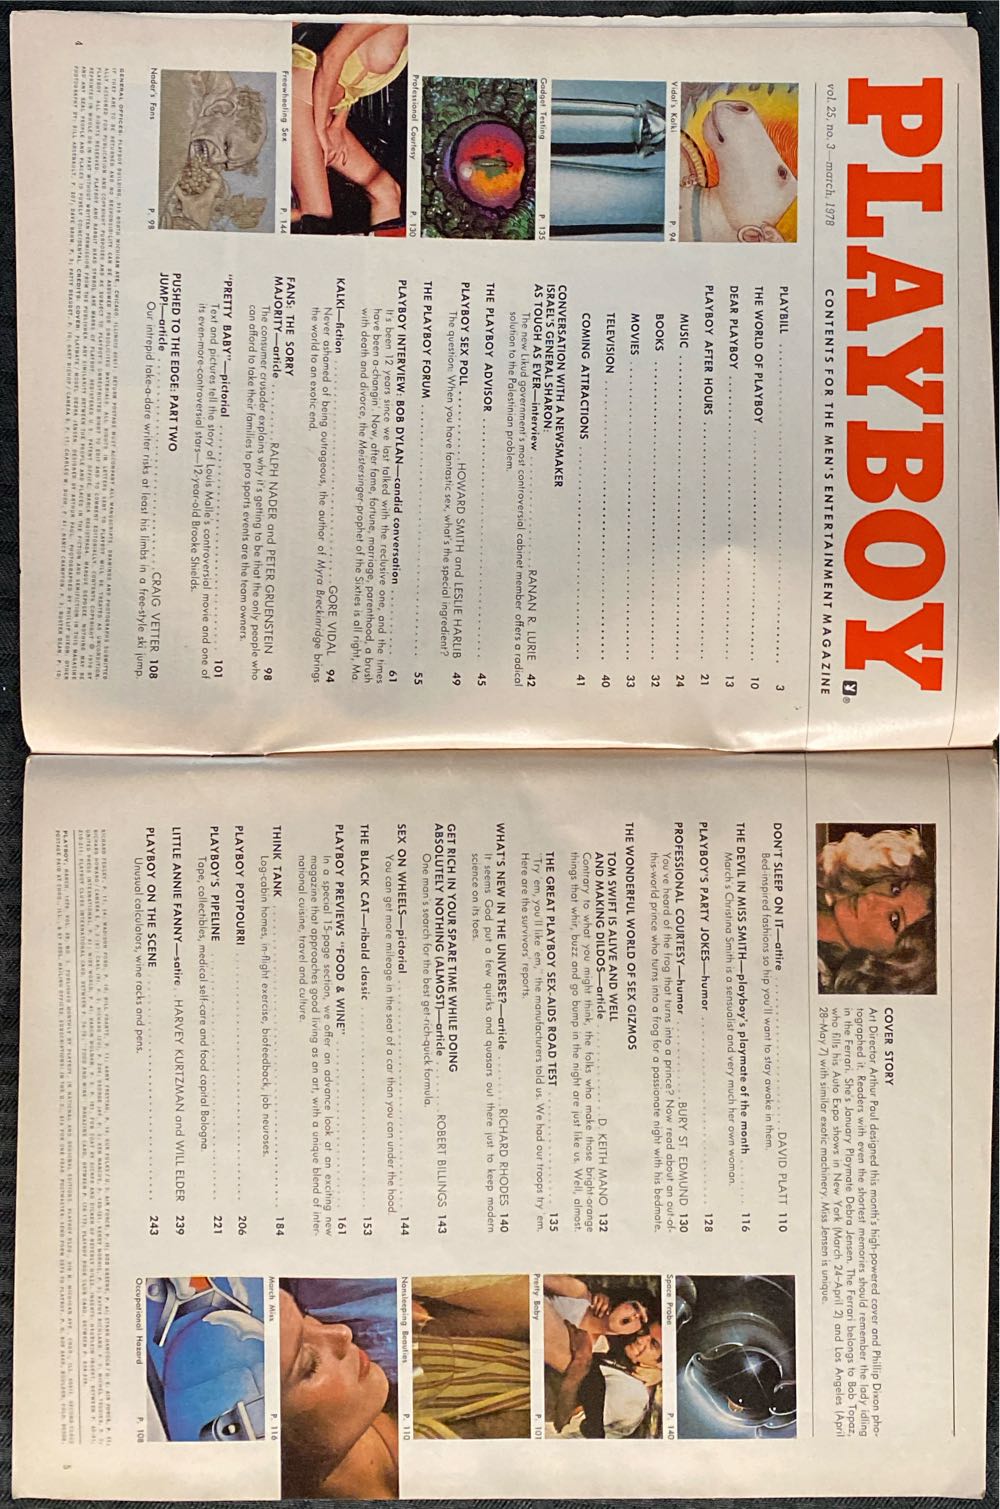 PLAYBOY
vol. 25, no. 3—march, 1978
CONTENTS FOR THE MEN'S ENTERTAINMENT MAGAZINE
PLAYBILL 3
THE WORLD OF PLAYBOY 10
DEAR PLAYBOY 13
PLAYBOY AFTER HOURS 21
MUSIC 24
BOOKS 32
MOVIES 33
TELEVISION 40
COMING ATTRACTIONS 41
CONVERSATION WITH A NEWSMAKER
ISRAEL'S GENERAL SHARON:
AS TOUGH AS EVER—interview RANAN R. LURIE 42
The new Likud government's most controversial cabinet member offers a radical
solution to the Palestinian problem.
THE PLAYBOY ADVISOR 45
PLAYBOY SEX POLL HOWARD SMITH and LESLIE HARLIB 49
The question: When you have fantastic sex, what's the special ingredient?
THE PLAYBOY FORUM 55
PLAYBOY INTERVIEW: BOB DYLAN—candid conversation 61
It's been 12 years since we last talked with the reclusive one, and the times
have been a-changin'. Now, after fame, fortune, marriage, parenthood, a brush
with death and divorce, the Meistersinger-prophet of the Sixties is all right, Ma.
KALKI—fiction GORE VIDAL 94
Never ashamed of being outrageous, the author of Myra Breckinridge brings
the world to an exotic end.
FANS: THE SORRY
MAJORITY—article RALPH NADER and PETER GRUENSTEIN 98
The consumer crusader explains why it's getting to be that the only people who
can afford to take their families to pro sports events are the team owners.
"PRETTY BABY"—pictorial 101
Text and pictures tell the story of Louis Malle's controversial movie and one of
its even-more-controversial stars—12-year-old Brooke Shields.
PUSHED TO THE EDGE: PART TWO
JUMP!—article CRAIG VETTER 108
Our intrepid take-a-dare writer risks at least his limbs in a free-style ski jump.
Vidal's Kalki P. 94
Gadget Testing P. 135
Professional Courtesy P. 130
Freewheeling Sex P. 144
Nader's Fans P. 98
4
COVER STORY
Art Director Arthur Paul designed this month's high-powered cover and Phillip Dixon pho-
tographed it. Readers with even the shortest memories should remember the lady idling
in the Ferrari. She's January Playmate Debra Jensen. The Ferrari belongs to Bob Topaz,
who fills his Auto Expo shows in New York (March 24–April 2) and Los Angeles (April
28–May 7) with similar exotic machinery. Miss Jensen is unique.
DON'T SLEEP ON IT—attire DAVID PLATT 110
Bed-inspired fashions so hip you'll want to stay awake in them.
THE DEVIL IN MISS SMITH—playboy's playmate of the month 116
March's Christina Smith is a sensualist and very much her own woman.
PLAYBOY'S PARTY JOKES—humor 128
PROFESSIONAL COURTESY—humor BURY ST. EDMUND 130
You've heard of the frog that turns into a prince? Now read about an out-of-
this-world prince who turns into a frog for a passionate night with his bedmate.
THE WONDERFUL WORLD OF SEX GIZMOS
TOM SWIFT IS ALIVE AND WELL
AND MAKING DILDOS—article D. KEITH MANO 132
Contrary to what you might think, the folks who make those bright-orange
things that whir, buzz and go bump in the night are just like us. Well, almost.
THE GREAT PLAYBOY SEX-AIDS ROAD TEST 135
"Try 'em, you'll like 'em," the manufacturers told us. We had our troops try 'em.
Here are the survivors' reports.
WHAT'S NEW IN THE UNIVERSE?—article RICHARD RHODES 140
It seems God put a few quirks and quasars out there just to keep modern
science on its toes.
GET RICH IN YOUR SPARE TIME WHILE DOING
ABSOLUTELY NOTHING (ALMOST)—article ROBERT BILLINGS 143
One man's search for the best get-rich-quick formula.
SEX ON WHEELS—pictorial 144
You can get more mileage in the seat of a car than you can under the hood.
THE BLACK CAT—ribald classic 153
PLAYBOY PREVIEWS "FOOD & WINE" 161
In a special 15-page section, we offer an advance look at an exciting new
magazine that approaches good living as an art, with a unique blend of inter-
national cuisine, travel and culture.
THINK TANK 184
Log-cabin homes, in-flight exercise, biofeedback, job neuroses.
PLAYBOY POTPOURRI 206
PLAYBOY'S PIPELINE 221
Tape, collectibles, medical self-care and food capital Bologna.
LITTLE ANNIE FANNY—satire HARVEY KURTZMAN and WILL ELDER 239
PLAYBOY ON THE SCENE 243
Unusual calculators, wine racks and pens.
Space Probe P. 140
Pretty Baby P. 101
Nonsleeping Beauties P. 110
March Miss P. 116
Occupational Hazard P. 108
5